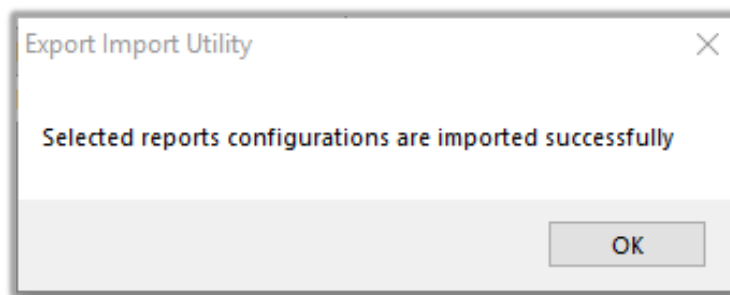 Export Import Utility
Selected reports configurations are imported successfully
OK